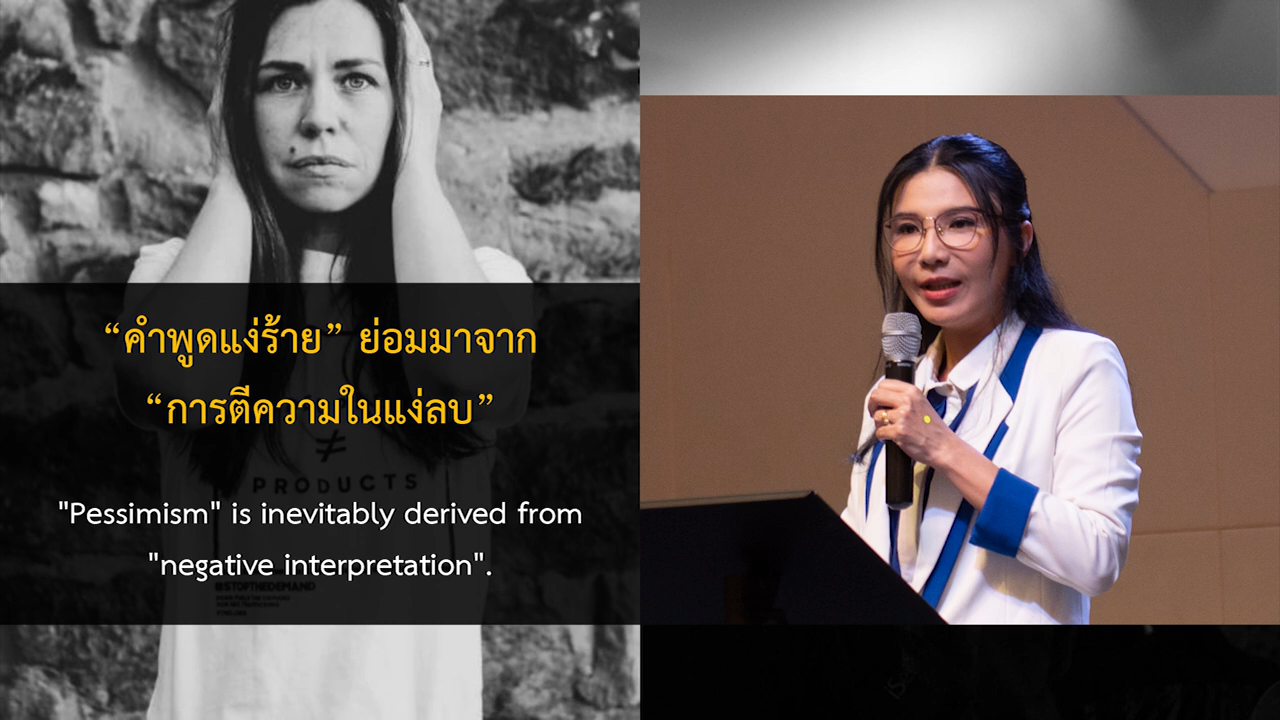 “คำพูดแง่ร้าย” ย่อมมาจาก
“การตีความในแง่ลบ”
≠
PRODUCTS
"Pessimism" is inevitably derived from
"negative interpretation".
#STOPTHEDEMAND